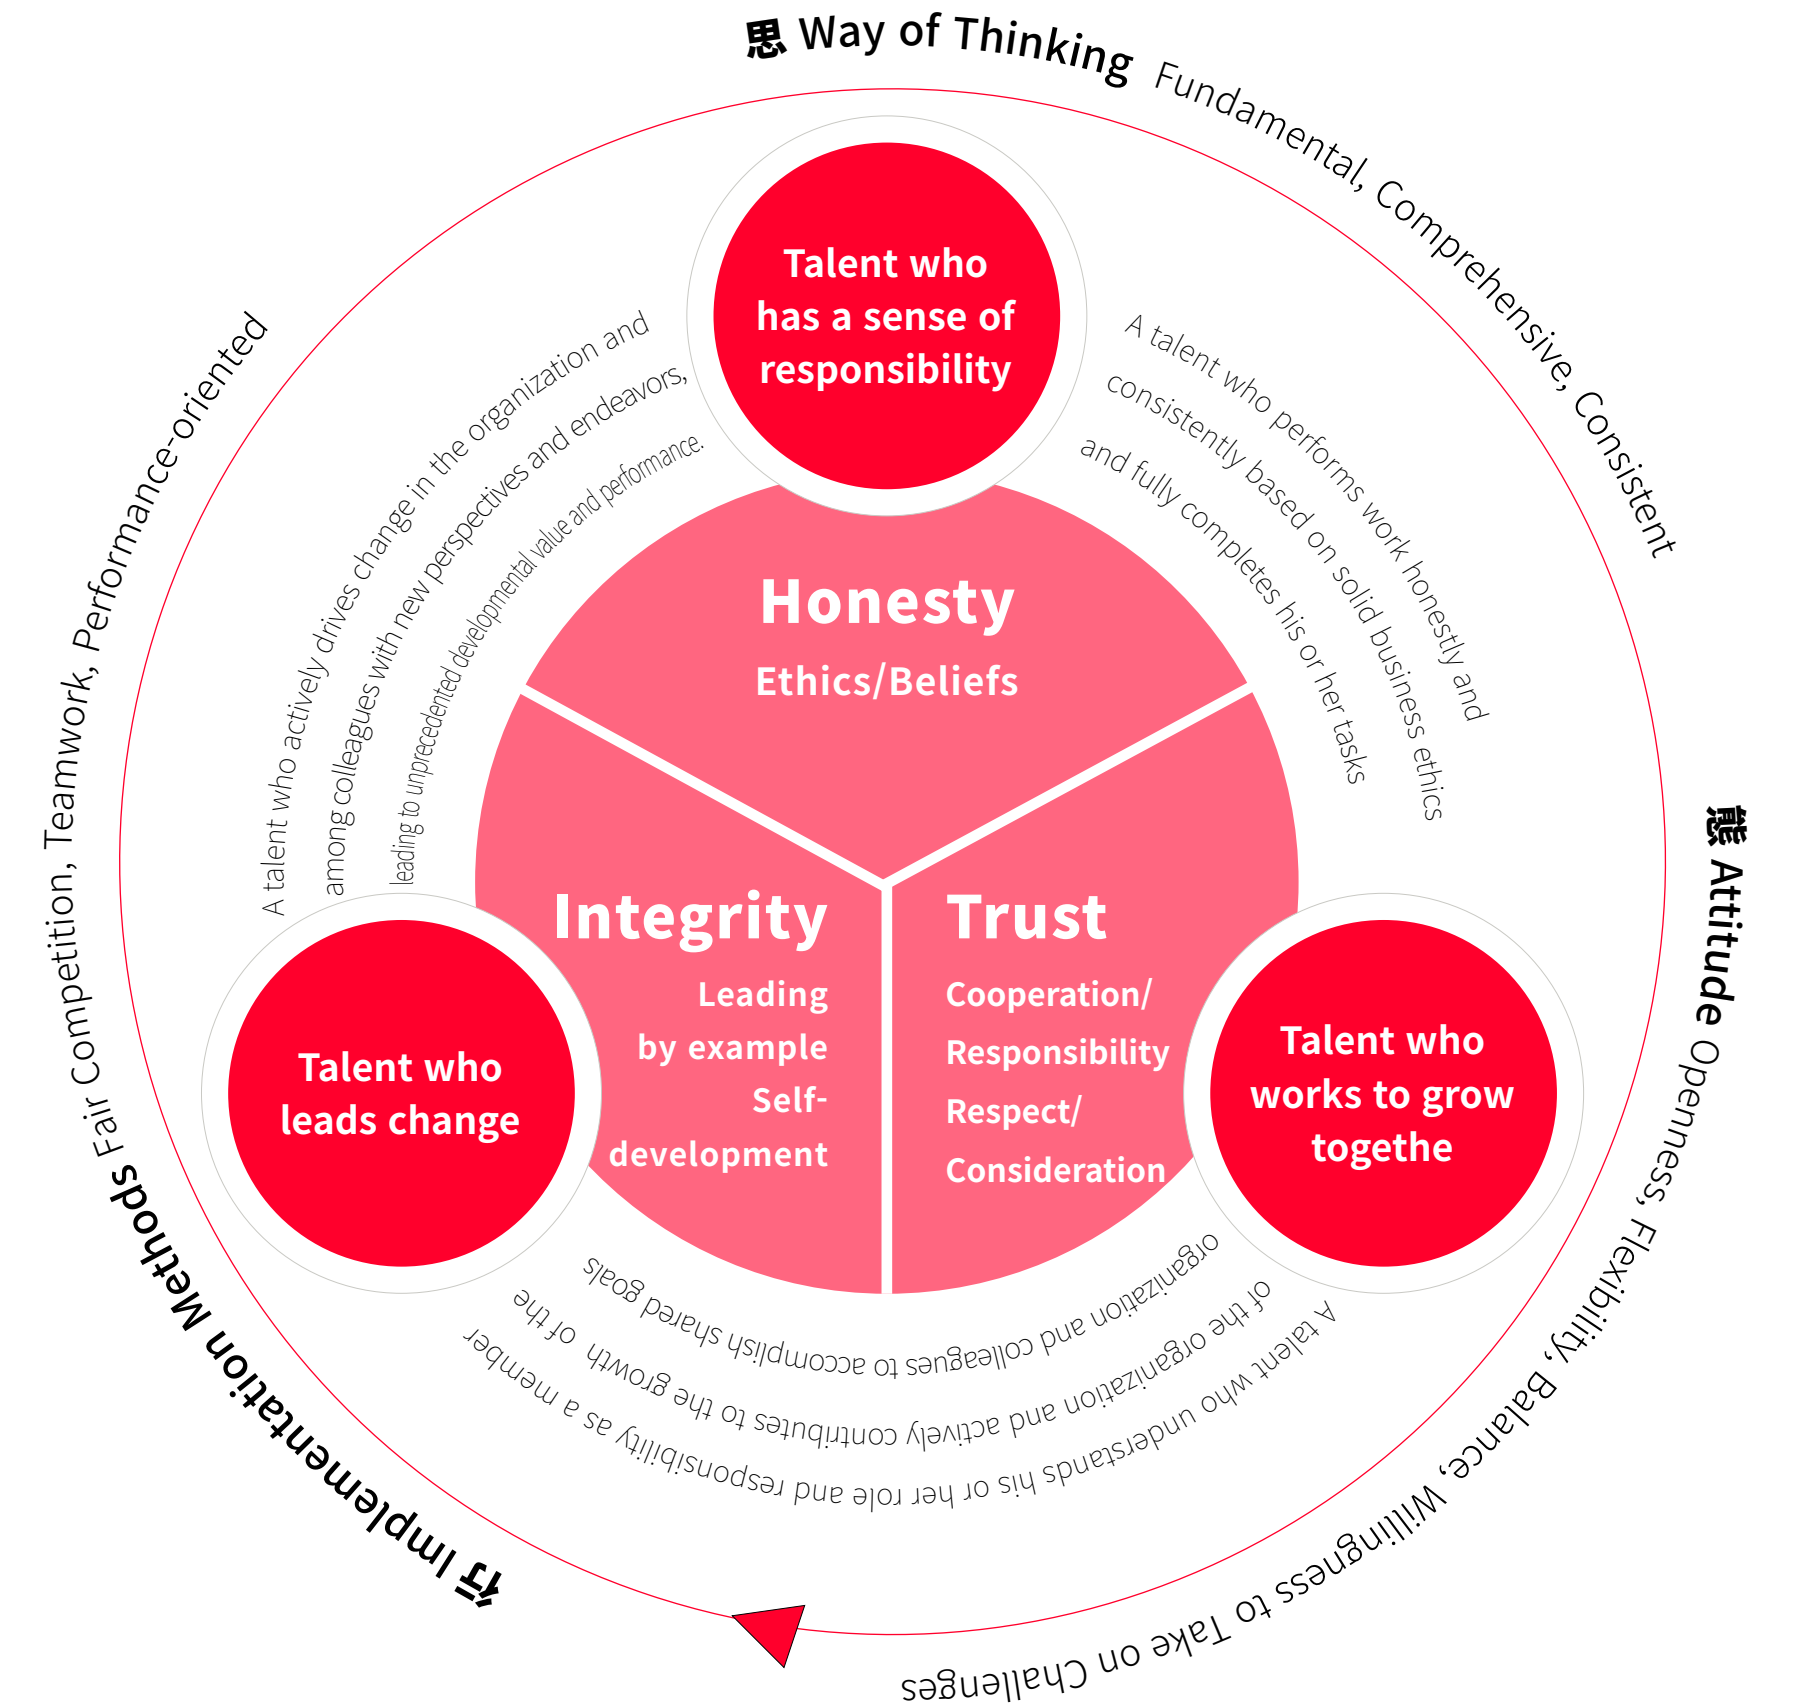 思 Way of Thinking Fundamental, Comprehensive, Consistent
態 Attitude Openness, Flexibility, Balance, Willingness to Take on Challenges
行 Implementation Methods Fair Competition, Teamwork, Performance-oriented
Talent who
has a sense of
responsibility
A talent who performs work honestly and
consistently based on solid business ethics
and fully completes his or her tasks
Honesty
Ethics/Beliefs
Trust
Cooperation/
Responsibility
Respect/
Consideration
Talent who
works to grow
togethe
A talent who understands his or her role and responsibility as a member
of the organization and actively contributes to the growth of the
organization and colleagues to accomplish shared goals
Integrity
Leading
by example
Self-
development
Talent who
leads change
A talent who actively drives change in the organization and
among colleagues with new perspectives and endeavors,
leading to unprecedented developmental value and performance.